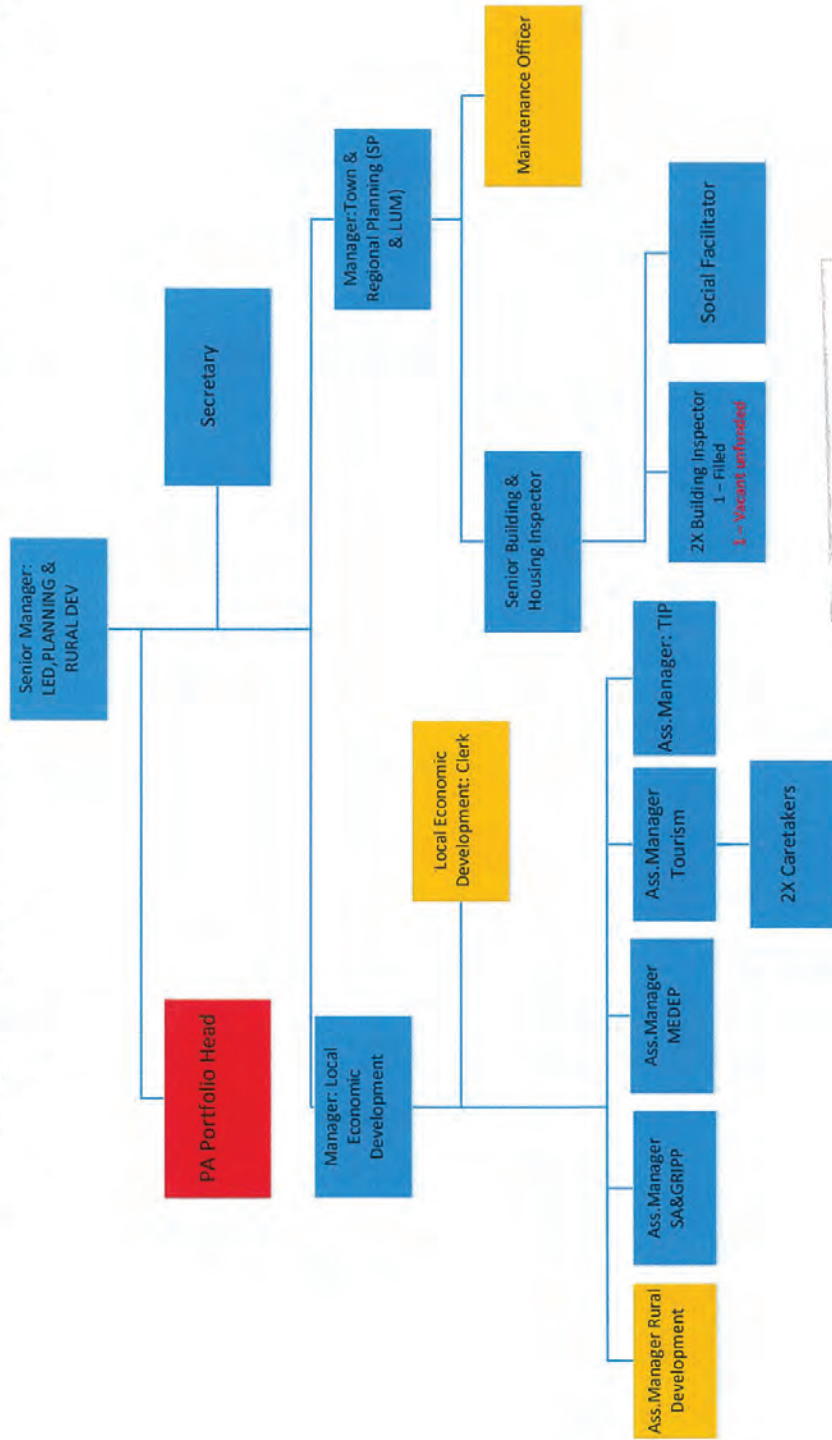 Senior Manager:
LED,PLANNING &
RURAL DEV
PA Portfolio Head
Secretary
Manager: Local
Economic
Development
Manager:Town &
Regional Planning (SP
& LUM)
Local Economic
Development: Clerk
Senior Building &
Housing Inspector
Maintenance Officer
Ass.Manager Rural
Development
Ass.Manager
SA&GRIPP
Ass.Manager
MEDEP
Ass.Manager
Tourism
Ass.Manager: TIP
2X Building Inspector
1 – Filled
1 – Vacant unfunded
Social Facilitator
2X Caretakers